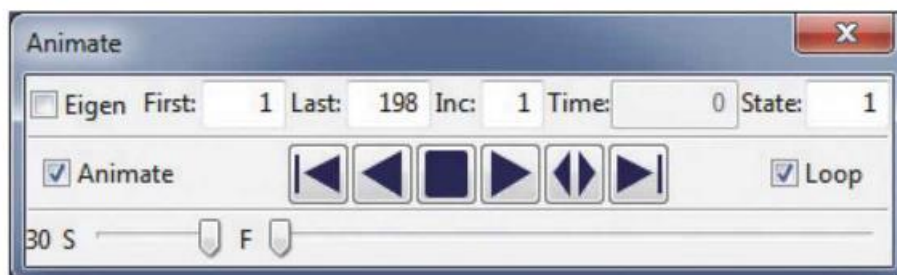 Animate
Eigen First: 1 Last: 198 Inc: 1 Time: 0 State: 1
Animate Loop
30 S F